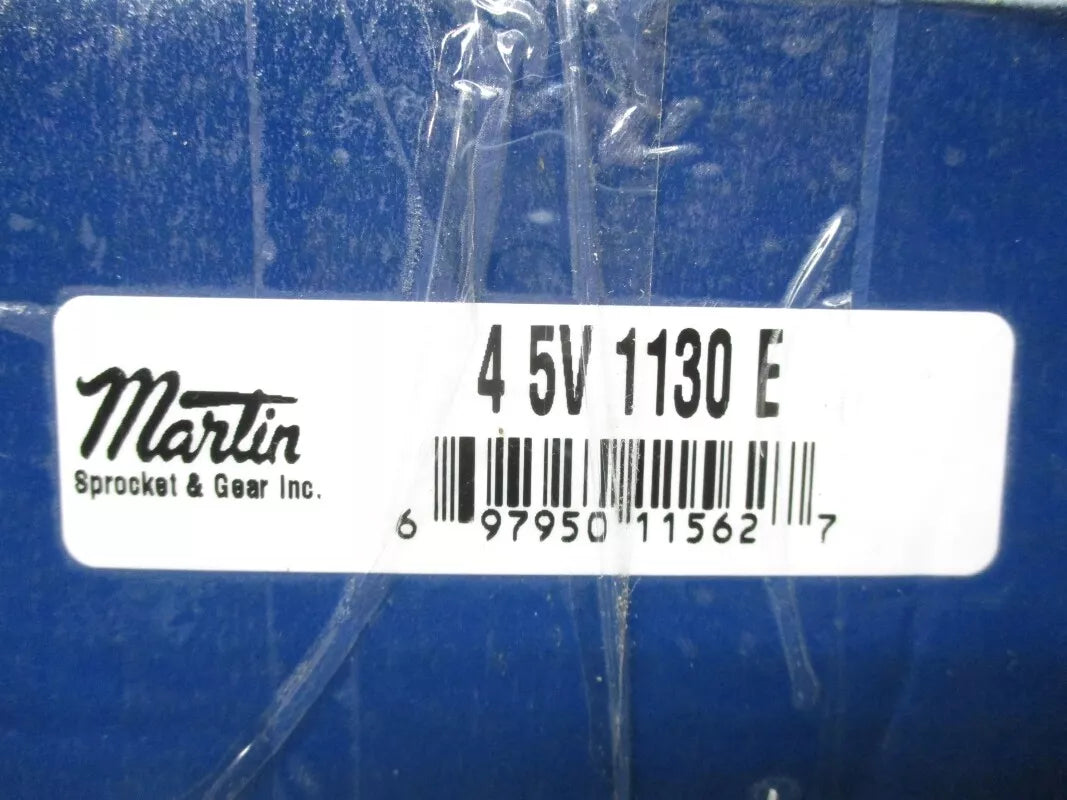 4 5V 1130 E
Martin
Sprocket & Gear Inc.
6 97950 11562 7